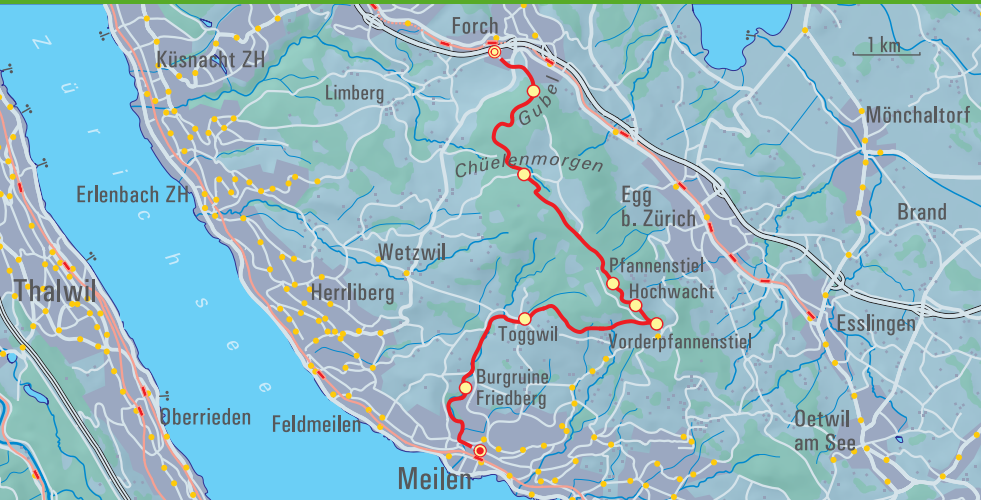 Forch
1 km
Küsnacht ZH
Limberg
Gubel
Mönchaltorf
Zürichsee
Chüelenmorgen
Erlenbach ZH
Egg
b. Zürich
Brand
Wetzwil
Pfannenstiel
Thalwil
Herrliberg
Hochwacht
Esslingen
Toggwil
Vorderpfannenstiel
Burgruine
Friedberg
Oberrieden
Feldmeilen
Oetwil
am See
Meilen